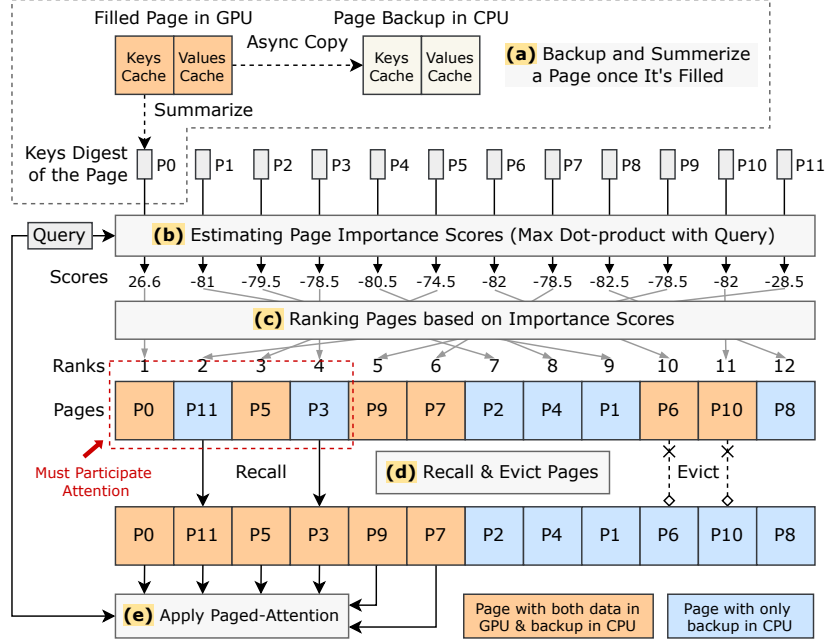 Filled Page in GPU
Page Backup in CPU
Keys Cache
Values Cache
Async Copy
Keys Cache
Values Cache
(a) Backup and Summerize
a Page once It's Filled
Summarize
Keys Digest
of the Page
P0 P1 P2 P3 P4 P5 P6 P7 P8 P9 P10 P11
Query
(b) Estimating Page Importance Scores (Max Dot-product with Query)
Scores 26.6 -81 -79.5 -78.5 -80.5 -74.5 -82 -78.5 -82.5 -78.5 -82 -28.5
(c) Ranking Pages based on Importance Scores
Ranks 1 2 3 4 5 6 7 8 9 10 11 12
Pages P0 P11 P5 P3 P9 P7 P2 P4 P1 P6 P10 P8
Must Participate
Attention
Recall
(d) Recall & Evict Pages
Evict
P0 P11 P5 P3 P9 P7 P2 P4 P1 P6 P10 P8
(e) Apply Paged-Attention
Page with both data in
GPU & backup in CPU
Page with only
backup in CPU